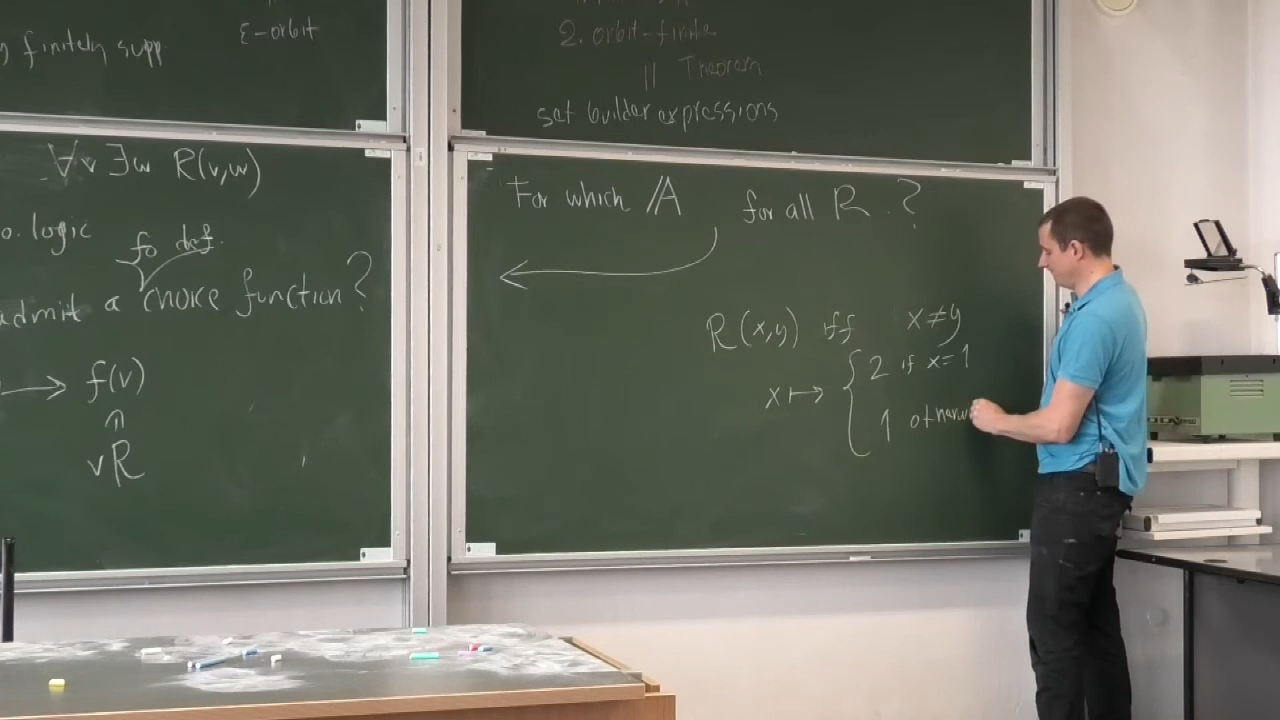 finitely supp.
ε-orbit
∀v ∃w R(v,w)
o. logic
fo def.
admit a choice function?
→ f(v)
∩
vR
2. orbit-finite
|| Theorem
set builder expressions
For which 𝔸 for all R.?
R(x,y) iff x≠y
x ↦ { 2 if x=1
1 otherw